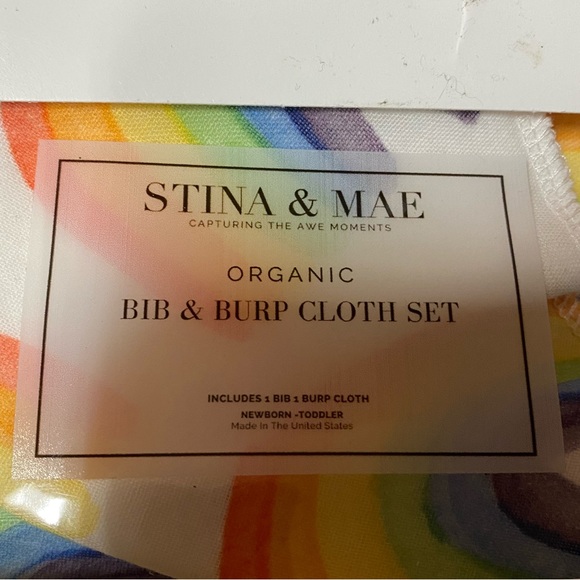 STINA & MAE
CAPTURING THE AWE MOMENTS
ORGANIC
BIB & BURP CLOTH SET
INCLUDES 1 BIB 1 BURP CLOTH
NEWBORN -TODDLER
Made In The United States